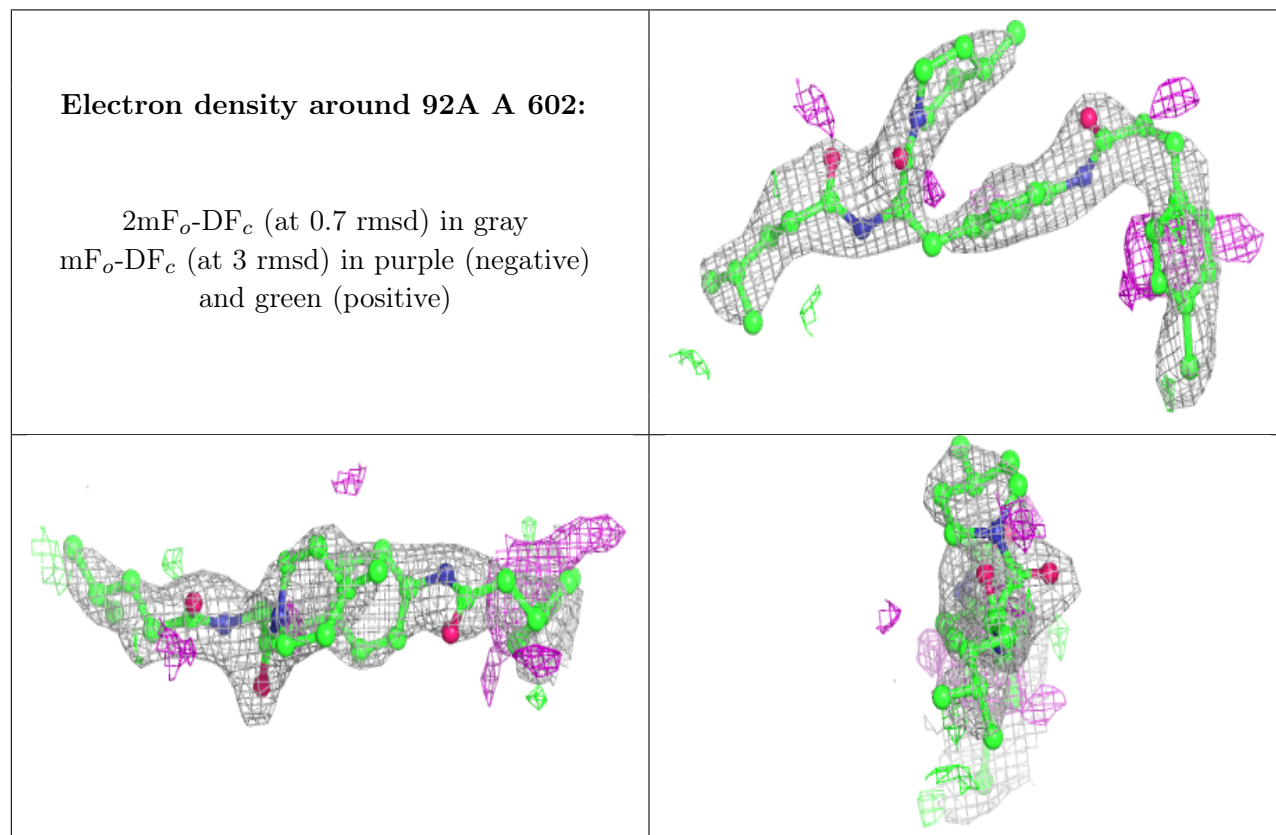 Electron density around 92A A 602:
2mFo-DFc (at 0.7 rmsd) in gray
mFo-DFc (at 3 rmsd) in purple (negative)
and green (positive)